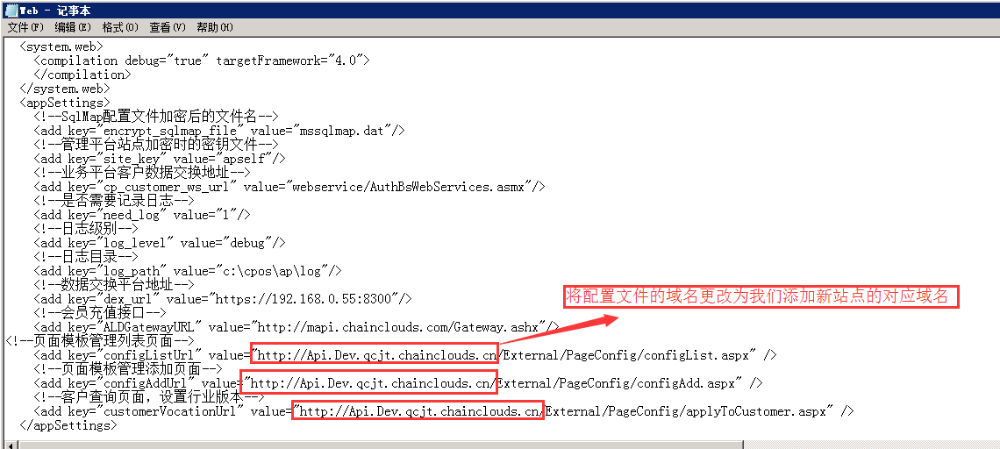 Web - 记事本
文件(F) 编辑(E) 格式(O) 查看(V) 帮助(H)
<system.web>
<compilation debug="true" targetFramework="4.0">
</compilation>
</system.web>
<appSettings>
<!--SqlMap配置文件加密后的文件名-->
<add key="encrypt_sqlmap_file" value="mssqlmap.dat"/>
<!--管理平台站点加密时的密钥文件-->
<add key="site_key" value="apself"/>
<!--业务平台客户数据交换地址-->
<add key="cp_customer_ws_url" value="webservice/AuthBsWebServices.asmx"/>
<!--是否需要记录日志-->
<add key="need_log" value="1"/>
<!--日志级别-->
<add key="log_level" value="debug"/>
<!--日志目录-->
<add key="log_path" value="c:\cpos\ap\log"/>
<!--数据交换平台地址-->
<add key="dex_url" value="https://192.168.0.55:8300"/>
将配置文件的域名更改为我们添加新站点的对应域名
<!--会员充值接口-->
<add key="ALDGatewayURL" value="http://mapi.chainclouds.com/Gateway.ashx"/>
<!--页面模板管理列表页面-->
<add key="configListUrl" value="http://Api.Dev.qcjt.chainclouds.cn/External/PageConfig/configList.aspx" />
<!--页面模板管理添加页面-->
<add key="configAddUrl" value="http://Api.Dev.qcjt.chainclouds.cn/External/PageConfig/configAdd.aspx" />
<!--客户查询页面，设置行业版本-->
<add key="customerVocationUrl" value="http://Api.Dev.qcjt.chainclouds.cn/External/PageConfig/applyToCustomer.aspx" />
</appSettings>